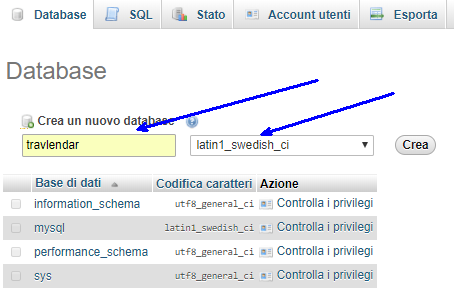 Database SQL Stato Account utenti Esporta
Database
Crea un nuovo database
travlendar latin1_swedish_ci Crea
Base di dati Codifica caratteri Azione
information_schema utf8_general_ci Controlla i privilegi
mysql latin1_swedish_ci Controlla i privilegi
performance_schema utf8_general_ci Controlla i privilegi
sys utf8_general_ci Controlla i privilegi